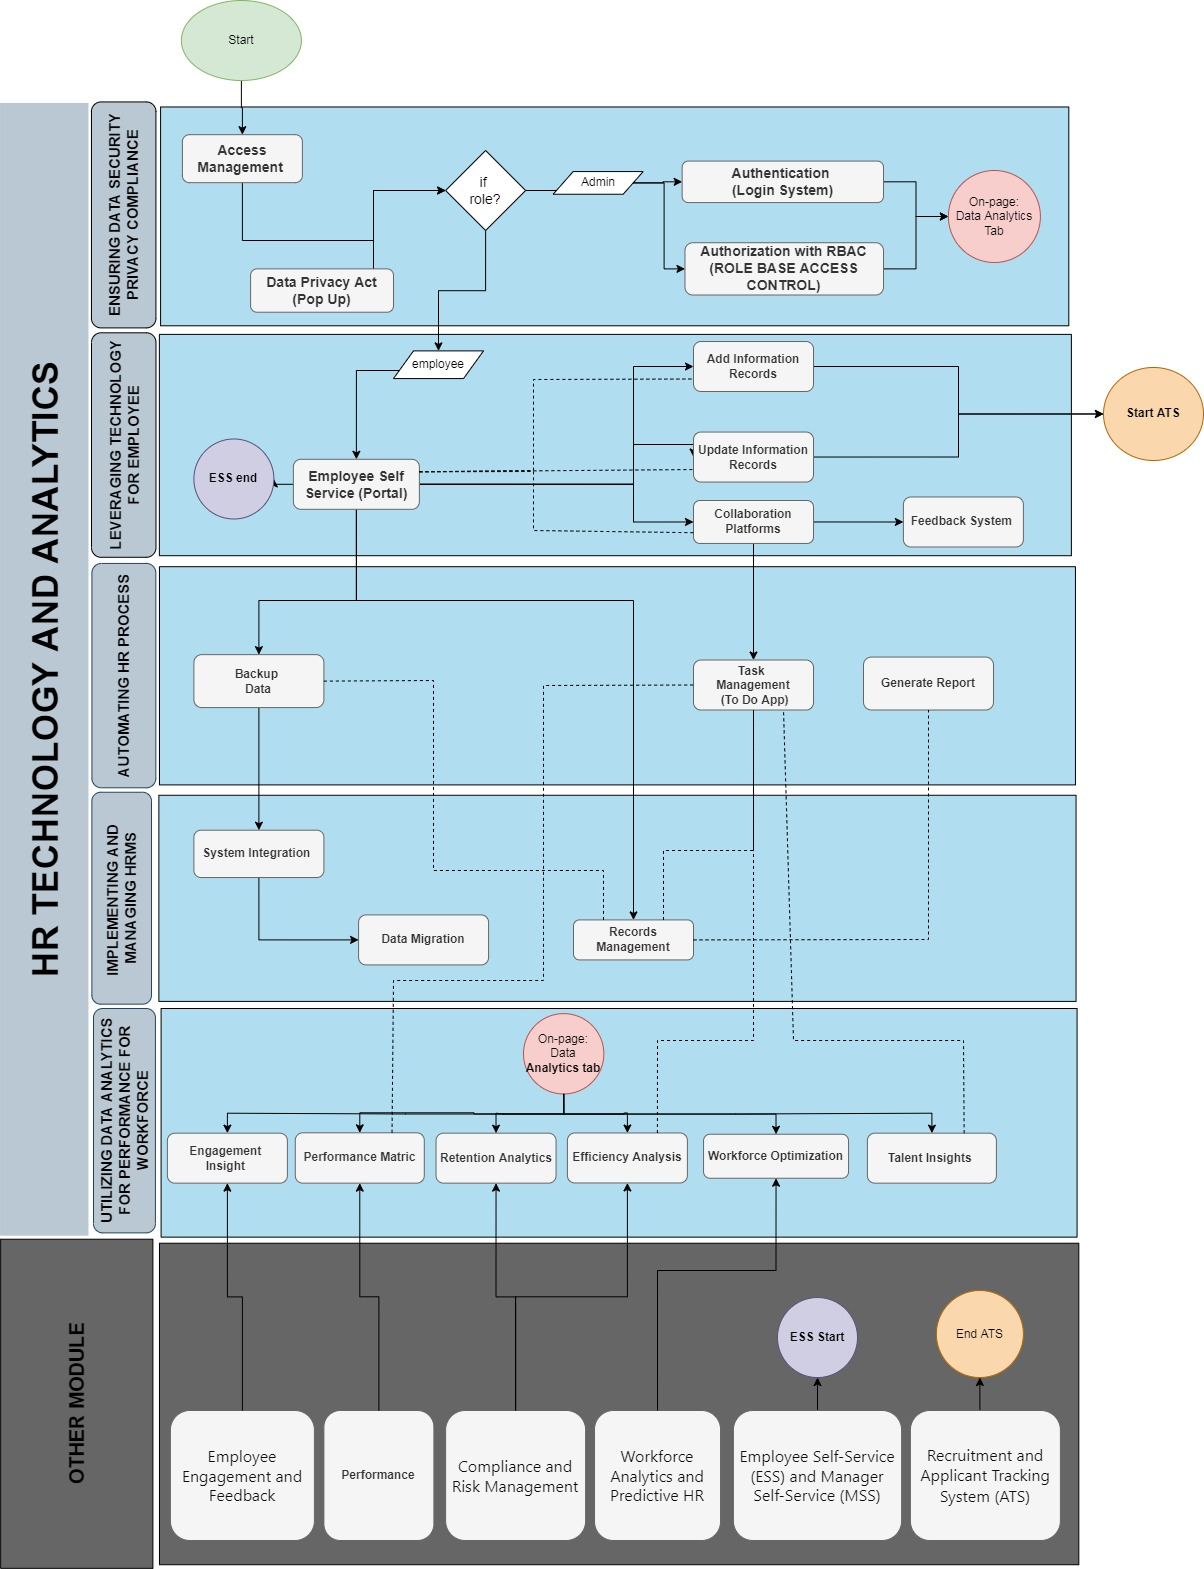 Start
HR TECHNOLOGY AND ANALYTICS
ENSURING DATA SECURITY
PRIVACY COMPLIANCE
Access
Management
Data Privacy Act
(Pop Up)
if
role?
Admin
Authentication
(Login System)
Authorization with RBAC
(ROLE BASE ACCESS
CONTROL)
On-page:
Data Analytics
Tab
LEVERAGING TECHNOLOGY
FOR EMPLOYEE
employee
ESS end
Employee Self
Service (Portal)
Add Information
Records
Update Information
Records
Collaboration
Platforms
Feedback System
Start ATS
AUTOMATING HR PROCESS
Backup
Data
Task
Management
(To Do App)
Generate Report
IMPLEMENTING AND
MANAGING HRMS
System Integration
Data Migration
Records
Management
UTILIZING DATA ANALYTICS
FOR PERFORMANCE FOR
WORKFORCE
On-page:
Data
Analytics tab
Engagement
Insight
Performance Matric
Retention Analytics
Efficiency Analysis
Workforce Optimization
Talent Insights
OTHER MODULE
ESS Start
End ATS
Employee
Engagement and
Feedback
Performance
Compliance and
Risk Management
Workforce
Analytics and
Predictive HR
Employee Self-Service
(ESS) and Manager
Self-Service (MSS)
Recruitment and
Applicant Tracking
System (ATS)